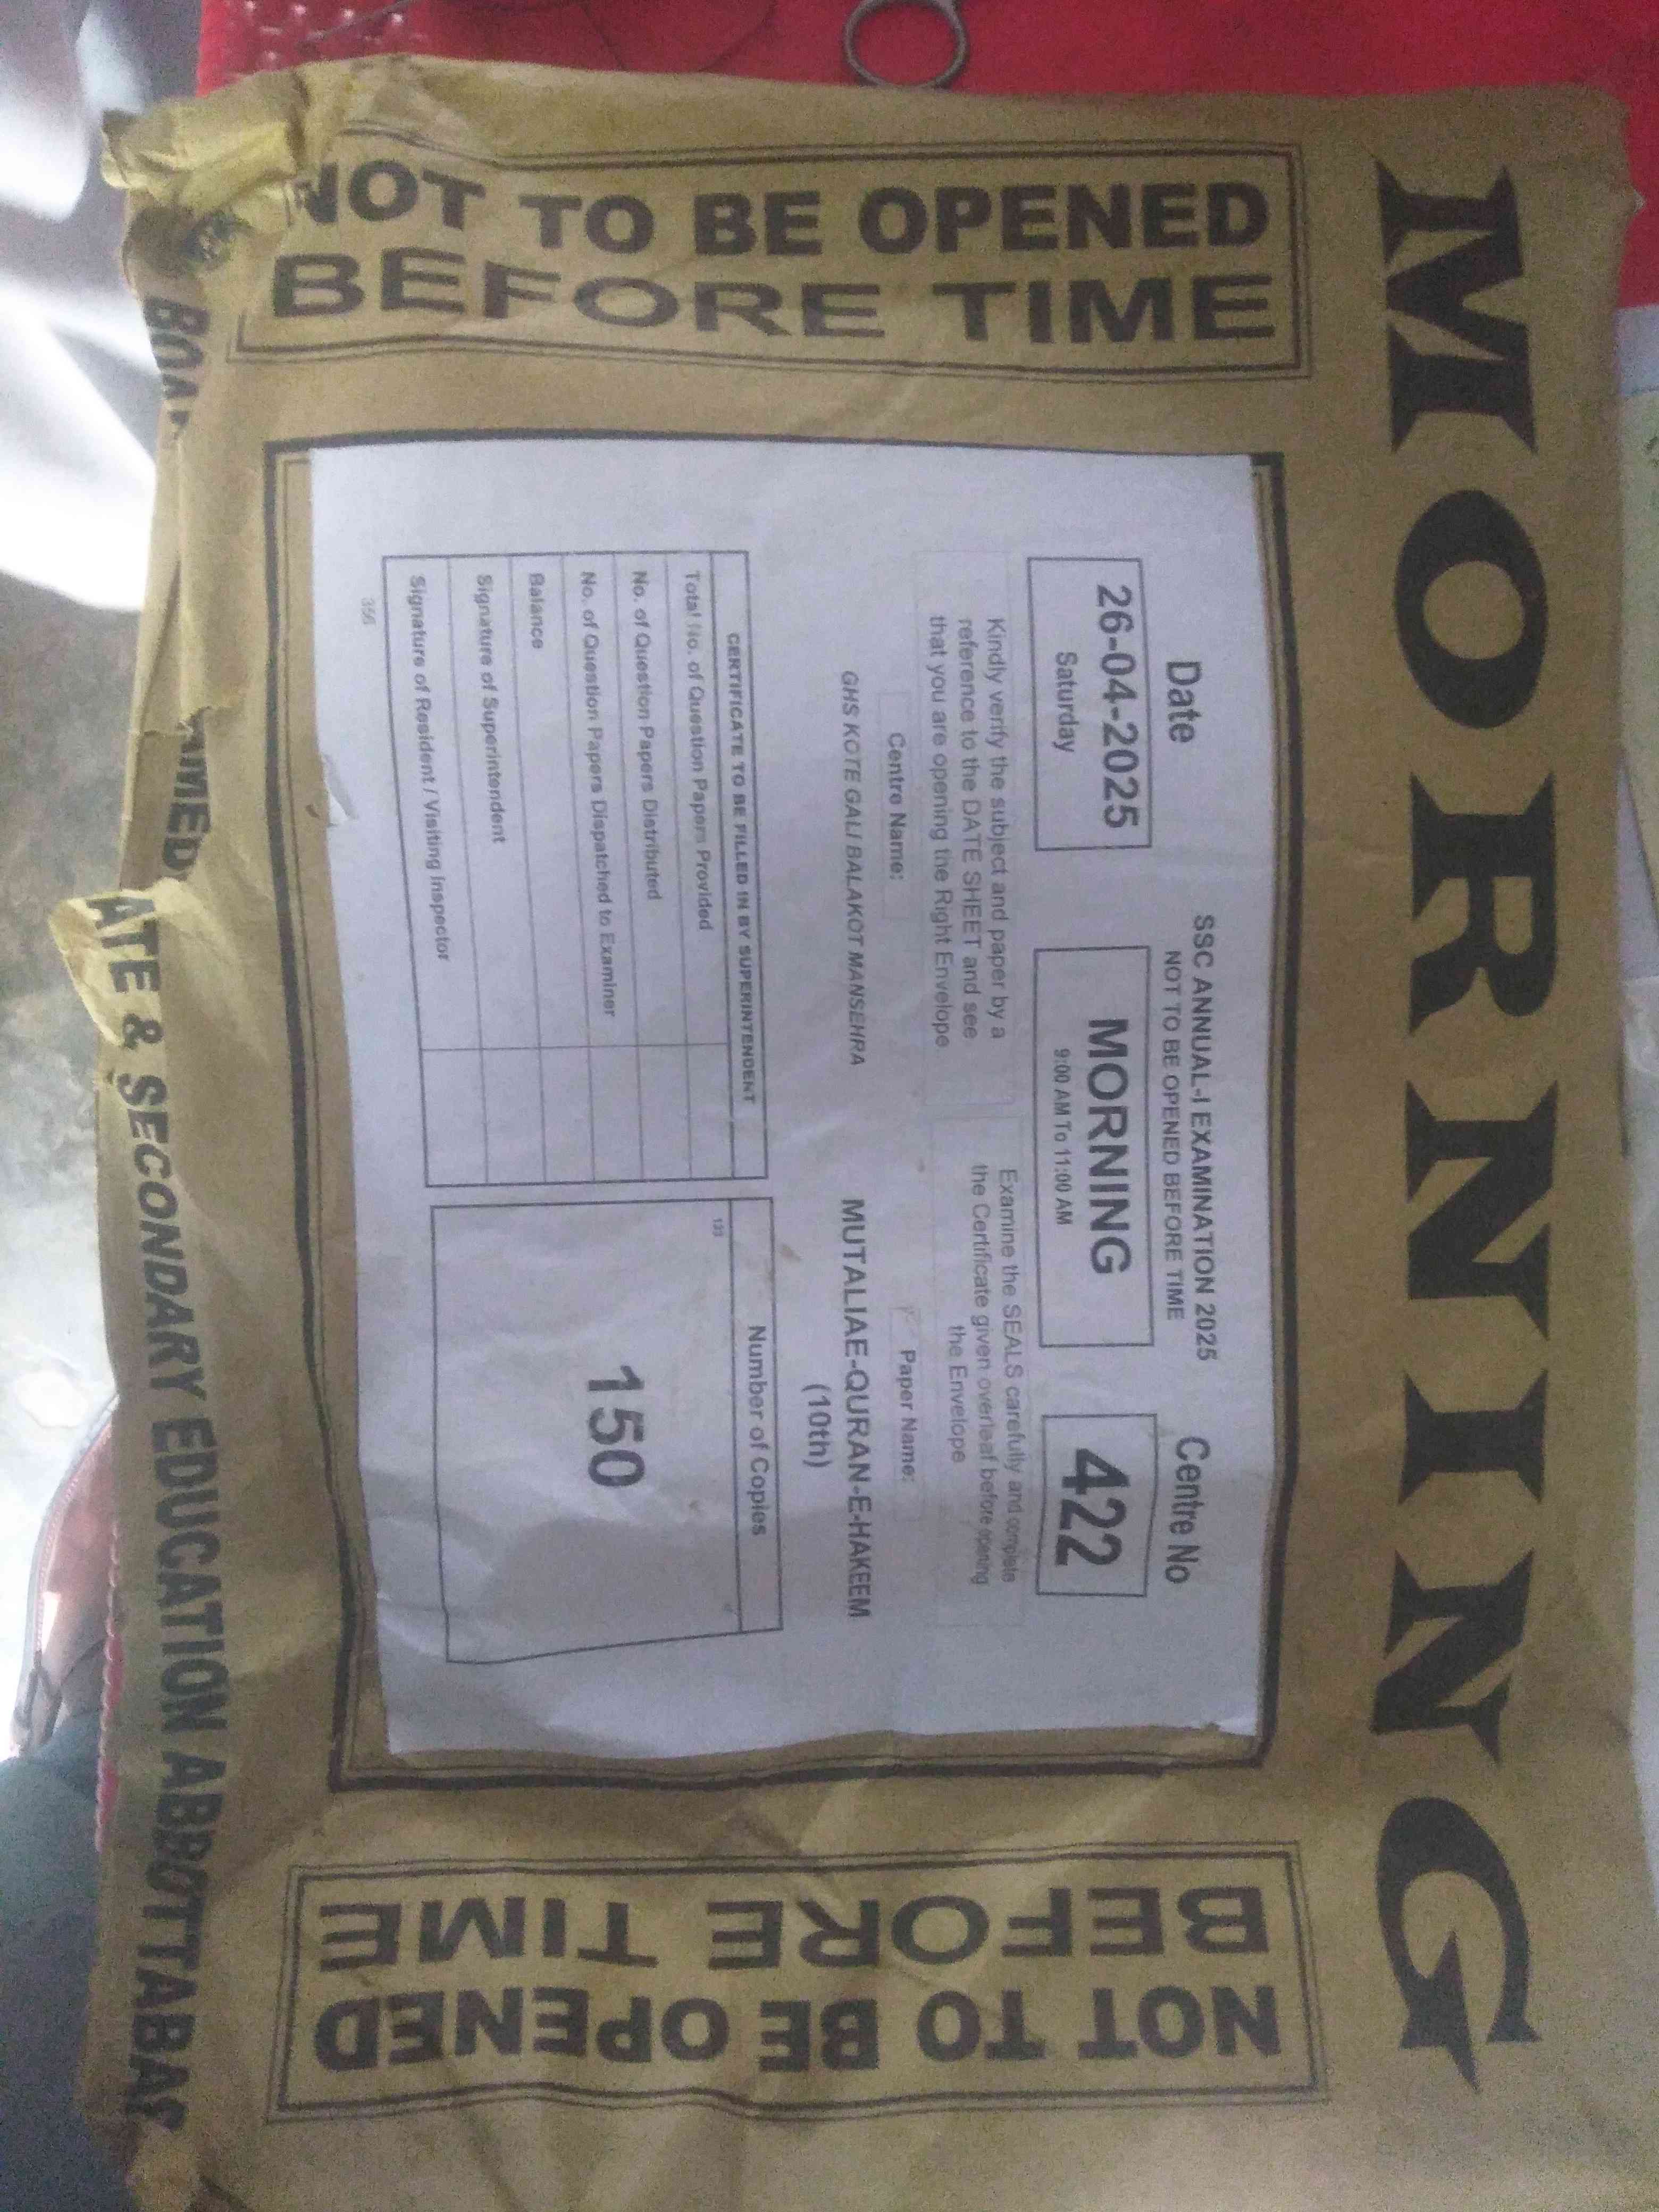 MORNING
NOT TO BE OPENED
BEFORE TIME
SSC ANNUAL-I EXAMINATION 2025
NOT TO BE OPENED BEFORE TIME
Date
26-04-2025
Saturday
MORNING
9:00 AM To 11:00 AM
Centre No
422
Kindly verify the subject and paper by a
reference to the DATE SHEET and see
that you are opening the Right Envelope
Examine the SEALS carefully and complete
the Certificate given overleaf before opening
the Envelope
Centre Name:
GHS KOTE GALI BALAKOT MANSEHRA
Paper Name:
MUTALIAE-QURAN-E-HAKEEM
(10th)
CERTIFICATE TO BE FILLED IN BY SUPERINTENDENT
Total No. of Question Papers Provided
No. of Question Papers Distributed
No. of Question Papers Dispatched to Examiner
Balance
Signature of Superintendent
Signature of Resident / Visiting Inspector
356
Number of Copies
133
150
NOT TO BE OPENED
BEFORE TIME
ATE & SECONDARY EDUCATION ABBOTTABA